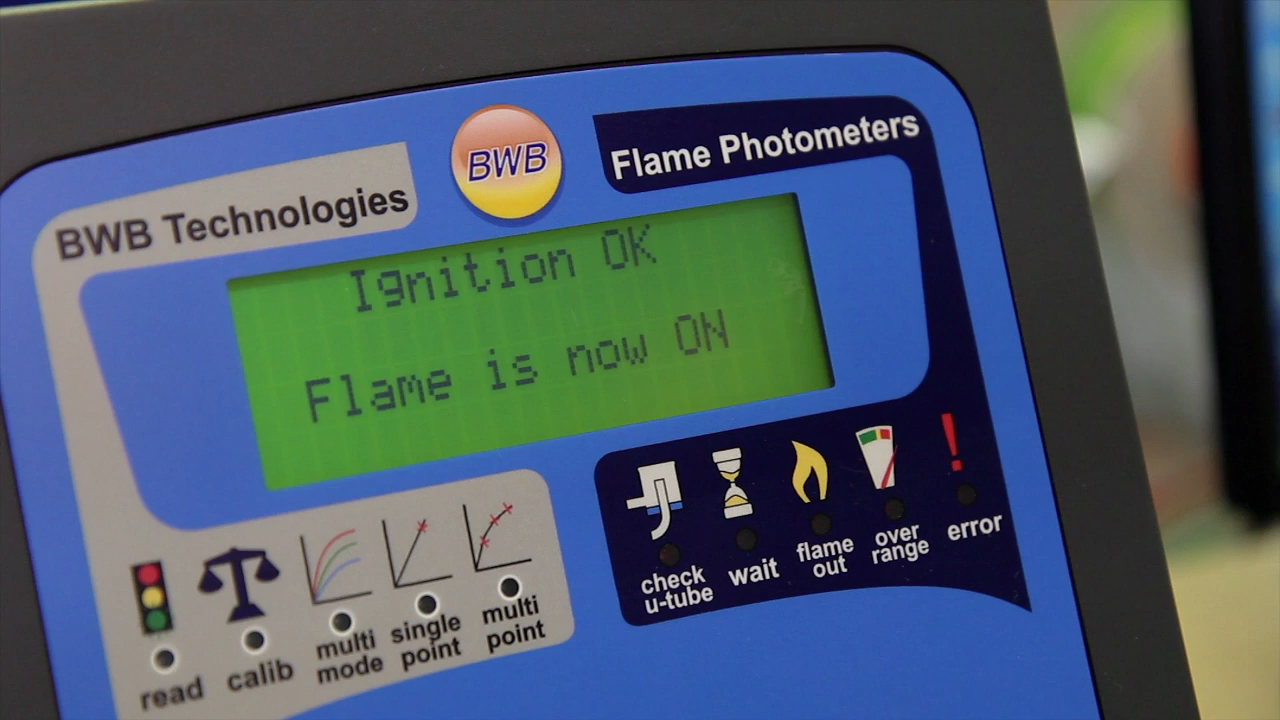 BWB Technologies
BWB
Flame Photometers
Ignition OK
Flame is now ON
read
calib
multi
mode
single
point
multi
point
check
u-tube
wait
flame
out
over
range
error